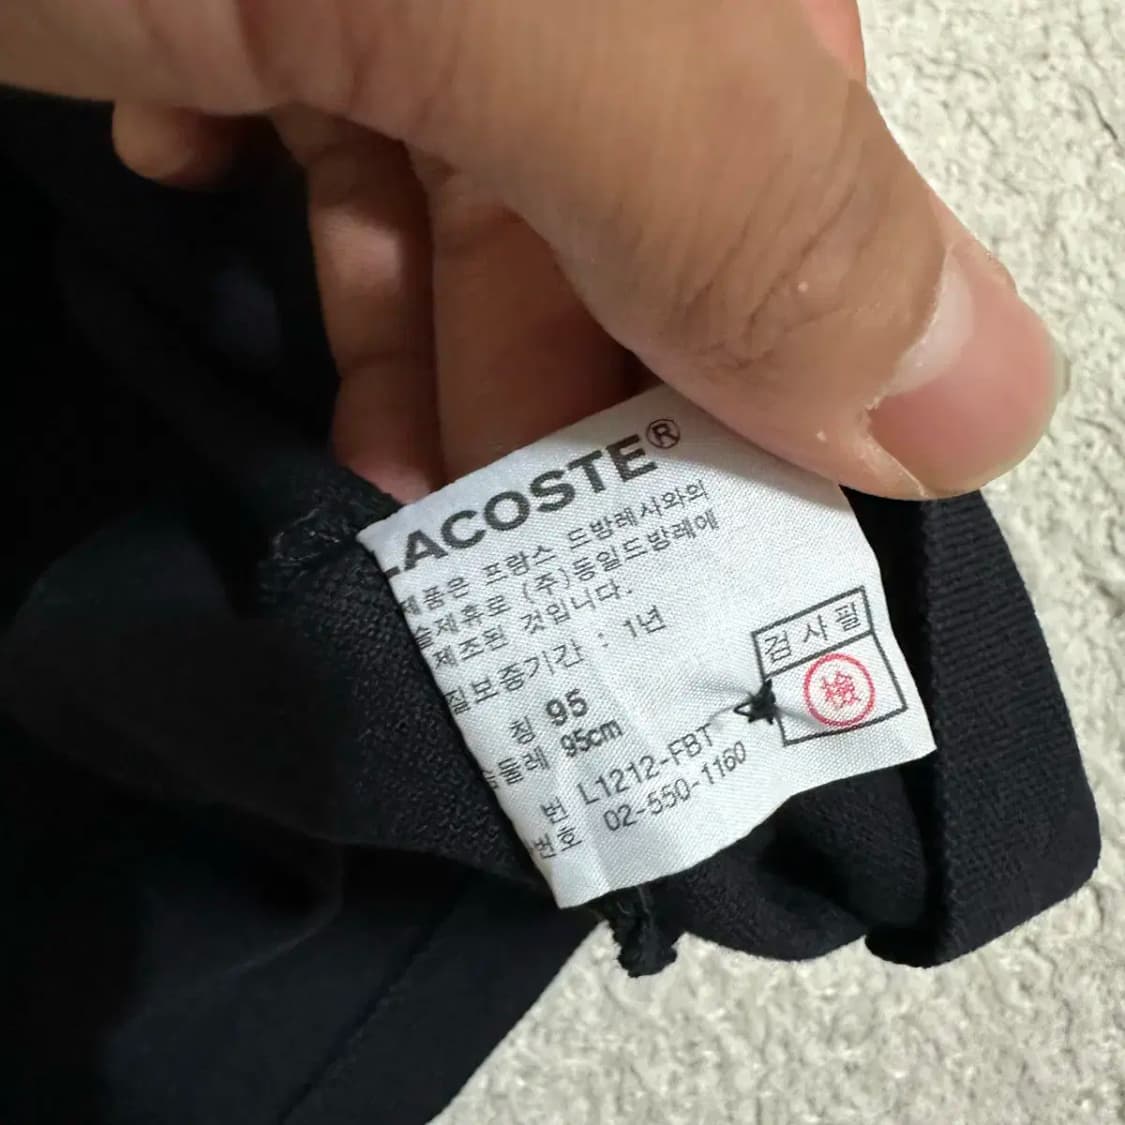 LACOSTE®
제품은 프랑스 드방레사와의
술제휴로 (주)동일드방레에
제조된 것입니다.
질보증기간 : 1년
칭 95
슴둘레 95cm
번 L1212-FBT
번호 02-550-1160
검사필
檢